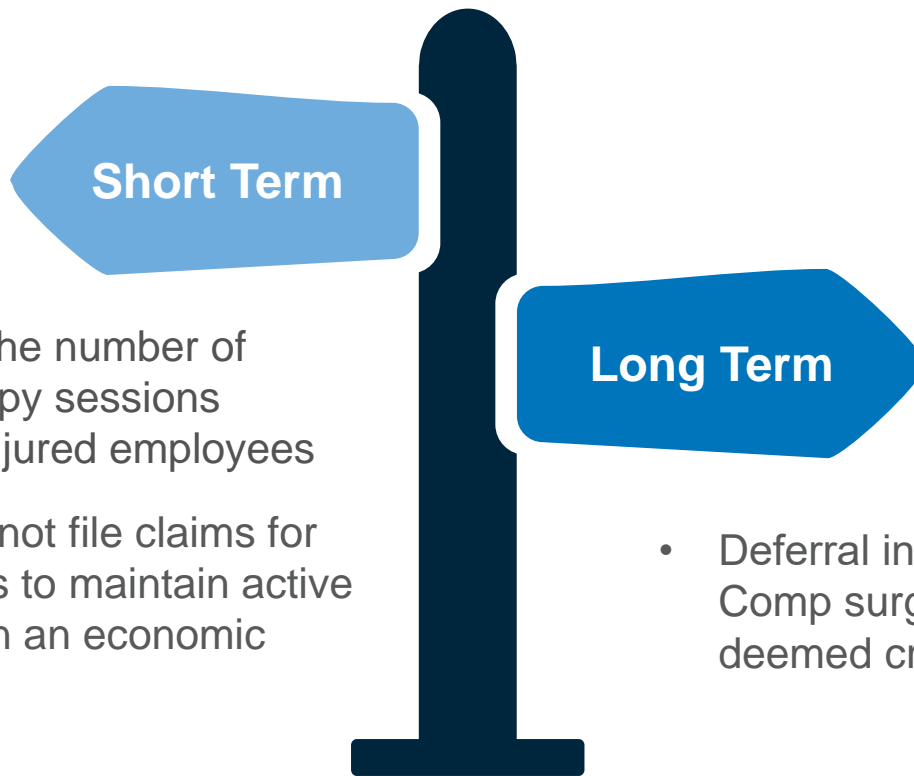 Short Term
he number of
py sessions
jured employees
not file claims for
s to maintain active
n an economic
Long Term
• Deferral in
Comp surg
deemed cr